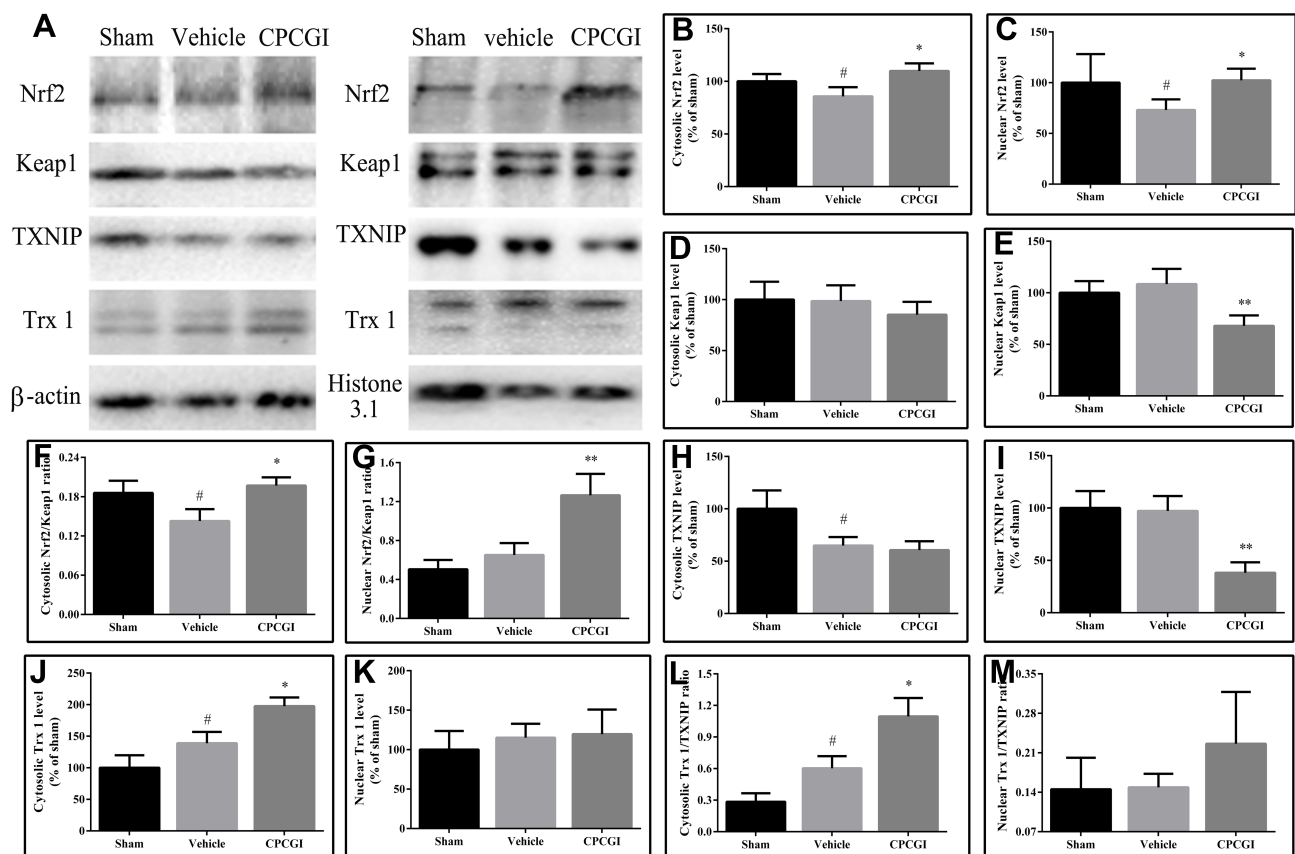 A
Sham Vehicle CPCGI
Nrf2
Keap1
TXNIP
Trx 1
β-actin
Sham vehicle CPCGI
Nrf2
Keap1
TXNIP
Trx 1
Histone
3.1
B
Cytosolic Nrf2 level
(% of sham)
150
100
50
0
#
*
Sham Vehicle CPCGI
C
Nuclear Nrf2 level
(% of sham)
150
100
50
0
#
*
Sham Vehicle CPCGI
D
Cytosolic Keap1 level
(% of sham)
150
100
50
0
Sham Vehicle CPCGI
E
Nuclear Keap1 level
(% of sham)
150
100
50
0
**
Sham Vehicle CPCGI
F
Cytosolic Nrf2/Keap1 ratio
0.24
0.18
0.12
0.06
0.00
#
*
Sham Vehicle CPCGI
G
Nuclear Nrf2/Keap1 ratio
1.6
1.2
0.8
0.4
0.0
**
Sham Vehicle CPCGI
H
Cytosolic TXNIP level
(% of sham)
150
100
50
0
#
Sham Vehicle CPCGI
I
Nuclear TXNIP level
(% of sham)
150
100
50
0
**
Sham Vehicle CPCGI
J
Cytosolic Trx 1 level
(% of sham)
250
200
150
100
50
0
#
*
Sham Vehicle CPCGI
K
Nuclear Trx 1 level
(% of sham)
200
150
100
50
0
Sham Vehicle CPCGI
L
Cytosolic Trx 1/TXNIP ratio
1.5
1.2
0.9
0.6
0.3
0.0
#
*
Sham Vehicle CPCGI
M
Nuclear Trx 1/TXNIP ratio
0.35
0.28
0.21
0.14
0.07
Sham Vehicle CPCGI